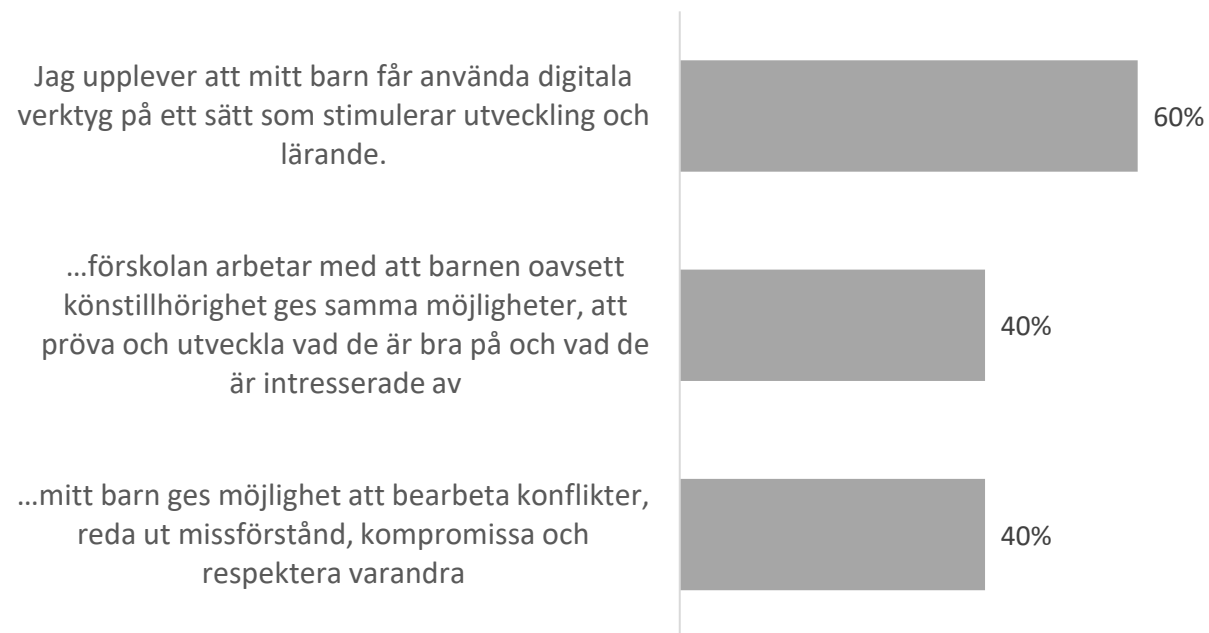 Jag upplever att mitt barn får använda digitala
verktyg på ett sätt som stimulerar utveckling och
lärande.
60%
…förskolan arbetar med att barnen oavsett
könstillhörighet ges samma möjligheter, att
pröva och utveckla vad de är bra på och vad de
är intresserade av
40%
…mitt barn ges möjlighet att bearbeta konflikter,
reda ut missförstånd, kompromissa och
respektera varandra
40%